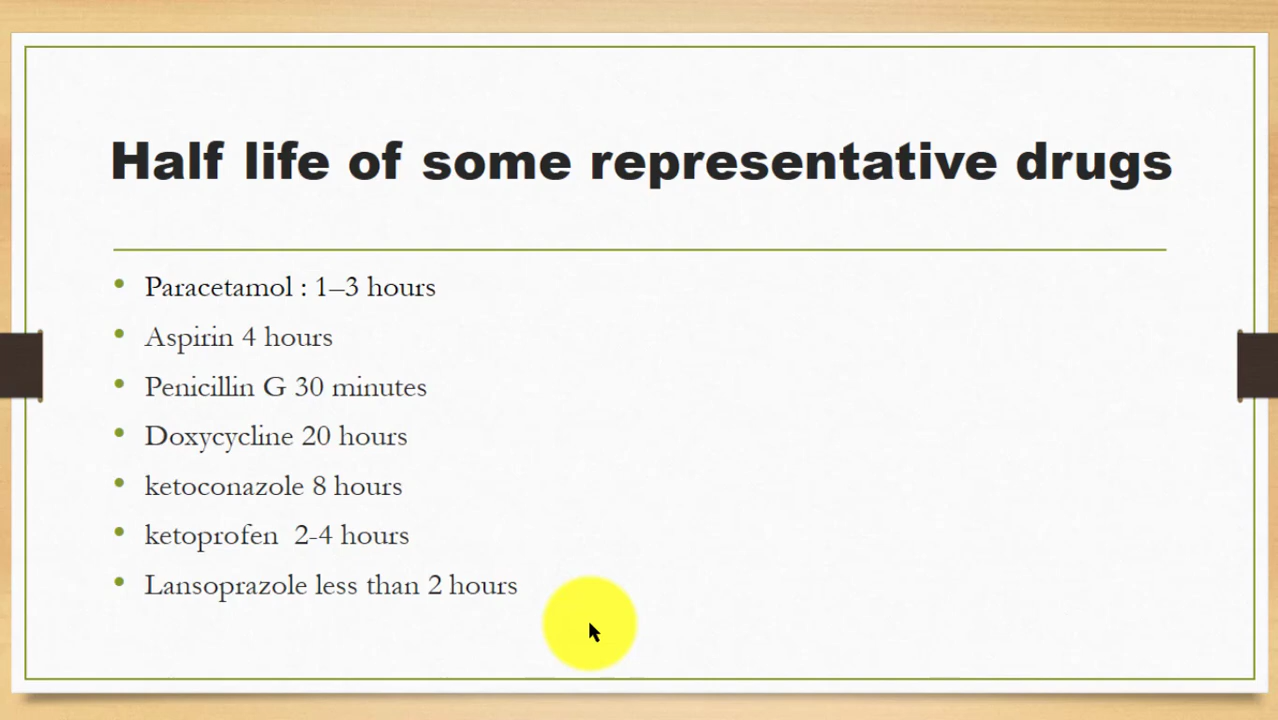 Half life of some representative drugs
• Paracetamol : 1–3 hours
• Aspirin 4 hours
• Penicillin G 30 minutes
• Doxycycline 20 hours
• ketoconazole 8 hours
• ketoprofen  2-4 hours
• Lansoprazole less than 2 hours